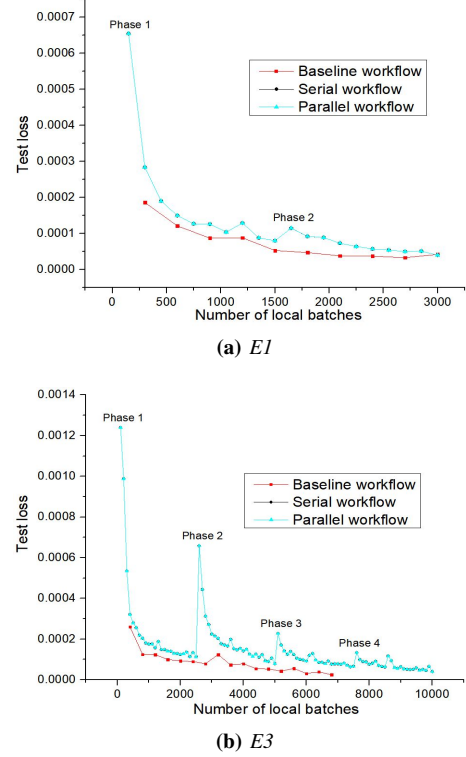 0.0007
0.0006
0.0005
0.0004
0.0003
0.0002
0.0001
0.0000
Test loss
Phase 1
Baseline workflow
Serial workflow
Parallel workflow
Phase 2
0 500 1000 1500 2000 2500 3000
Number of local batches
(a) E1
0.0014
0.0012
0.0010
0.0008
0.0006
0.0004
0.0002
0.0000
Test loss
Phase 1
Baseline workflow
Serial workflow
Parallel workflow
Phase 2
Phase 3
Phase 4
0 2000 4000 6000 8000 10000
Number of local batches
(b) E3